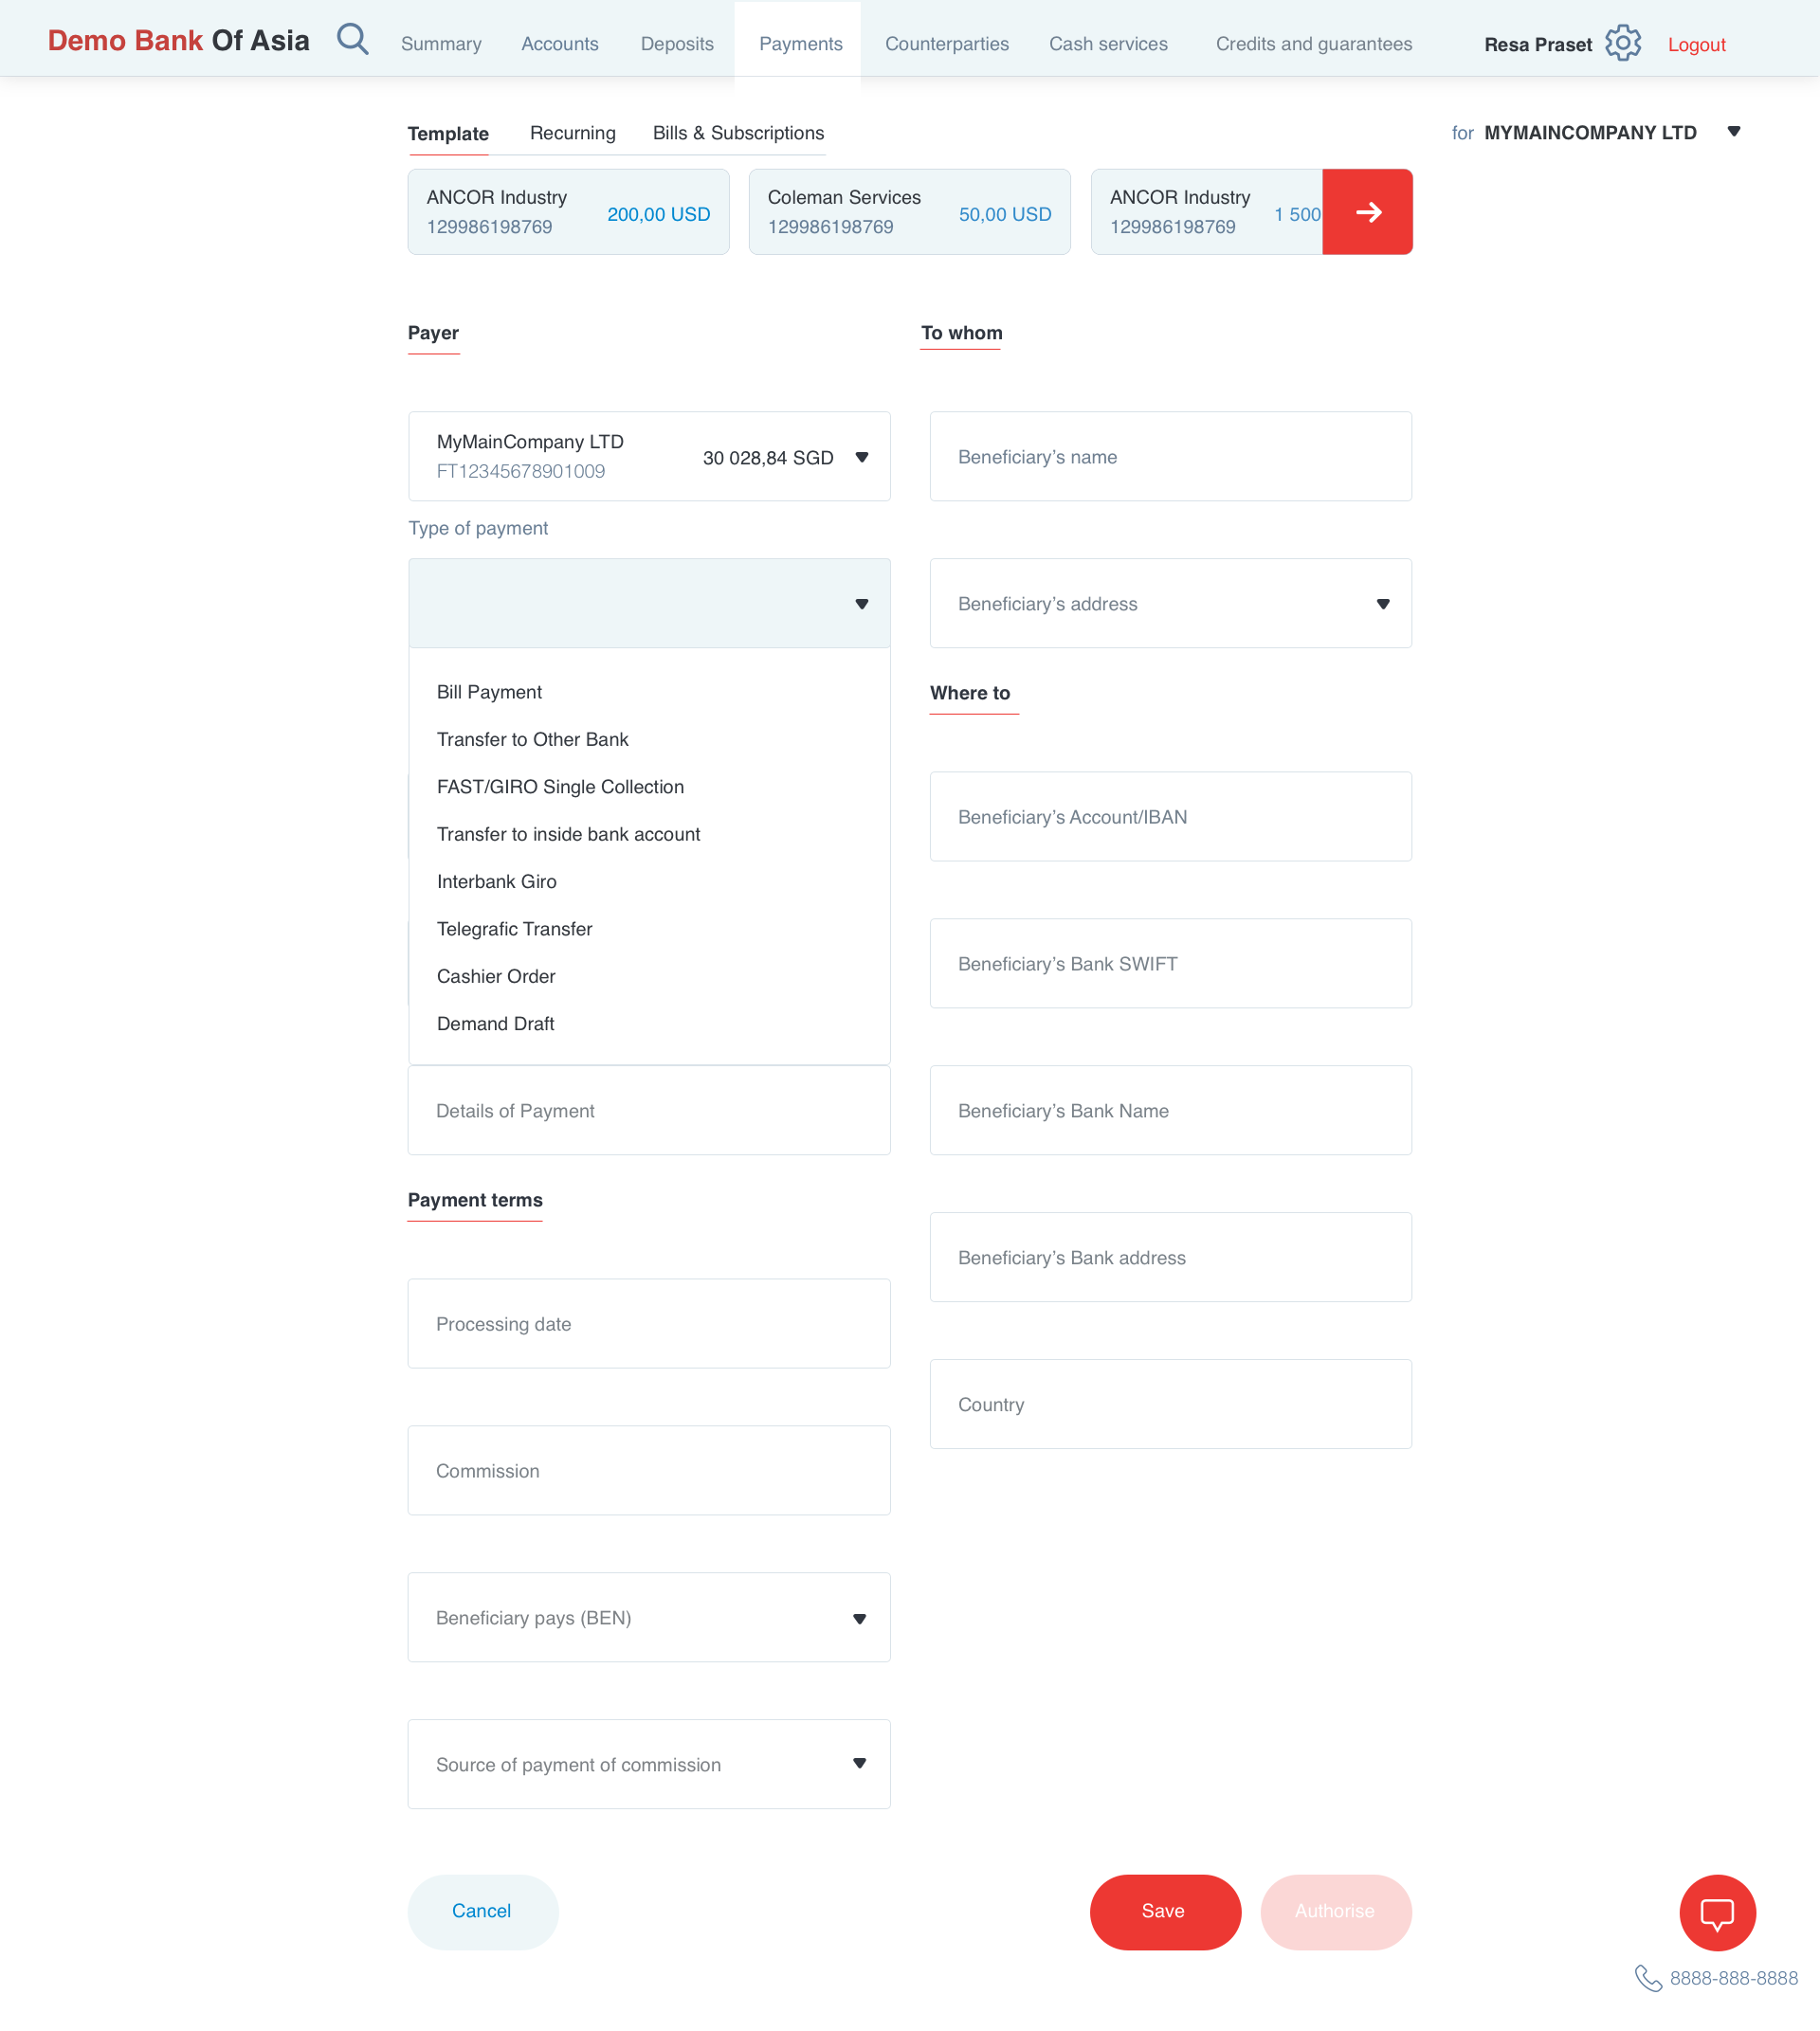 Demo Bank Of Asia
Summary
Accounts
Deposits
Payments
Counterparties
Cash services
Credits and guarantees
Resa Praset
Logout
Template
Recurring
Bills & Subscriptions
for MYMAINCOMPANY LTD
ANCOR Industry
129986198769
200,00 USD
Coleman Services
129986198769
50,00 USD
ANCOR Industry
129986198769
1 500
Payer
MyMainCompany LTD
FT12345678901009
30 028,84 SGD
Type of payment
Bill Payment
Transfer to Other Bank
FAST/GIRO Single Collection
Transfer to inside bank account
Interbank Giro
Telegrafic Transfer
Cashier Order
Demand Draft
Details of Payment
Payment terms
Processing date
Commission
Beneficiary pays (BEN)
Source of payment of commission
To whom
Beneficiary’s name
Beneficiary’s address
Where to
Beneficiary’s Account/IBAN
Beneficiary’s Bank SWIFT
Beneficiary’s Bank Name
Beneficiary’s Bank address
Country
Cancel
Save
Authorise
8888-888-8888